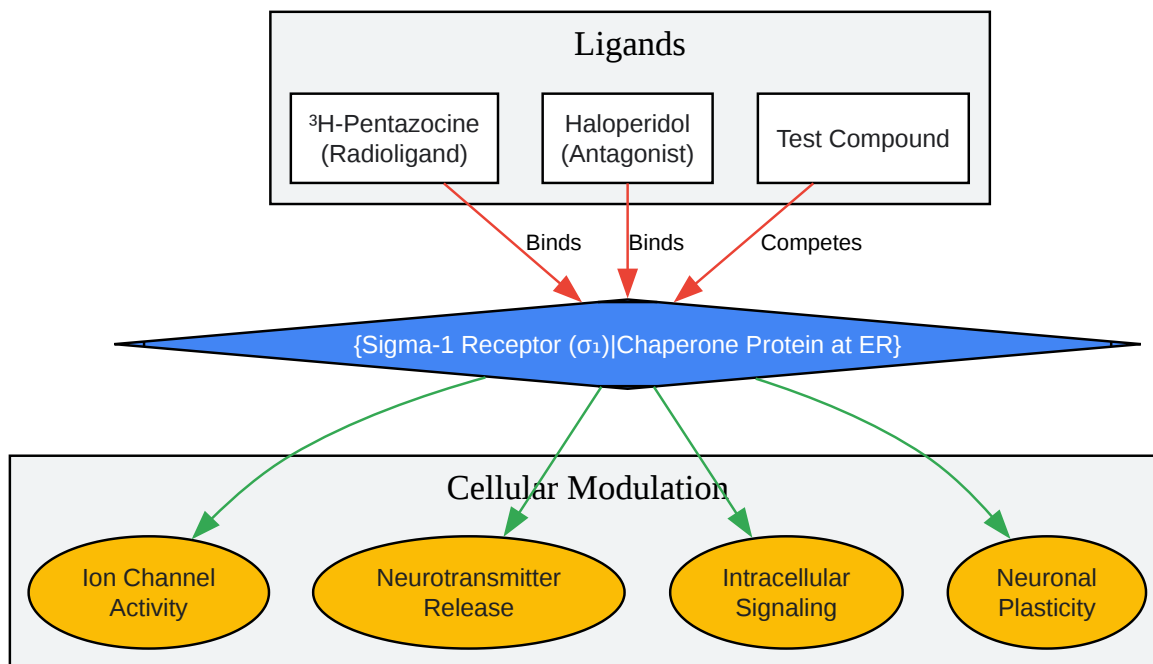 Ligands
³H-Pentazocine
(Radioligand)
Haloperidol
(Antagonist)
Test Compound
Binds
Binds
Competes
{Sigma-1 Receptor (σ₁)|Chaperone Protein at ER}
Cellular Modulation
Ion Channel
Activity
Neurotransmitter
Release
Intracellular
Signaling
Neuronal
Plasticity